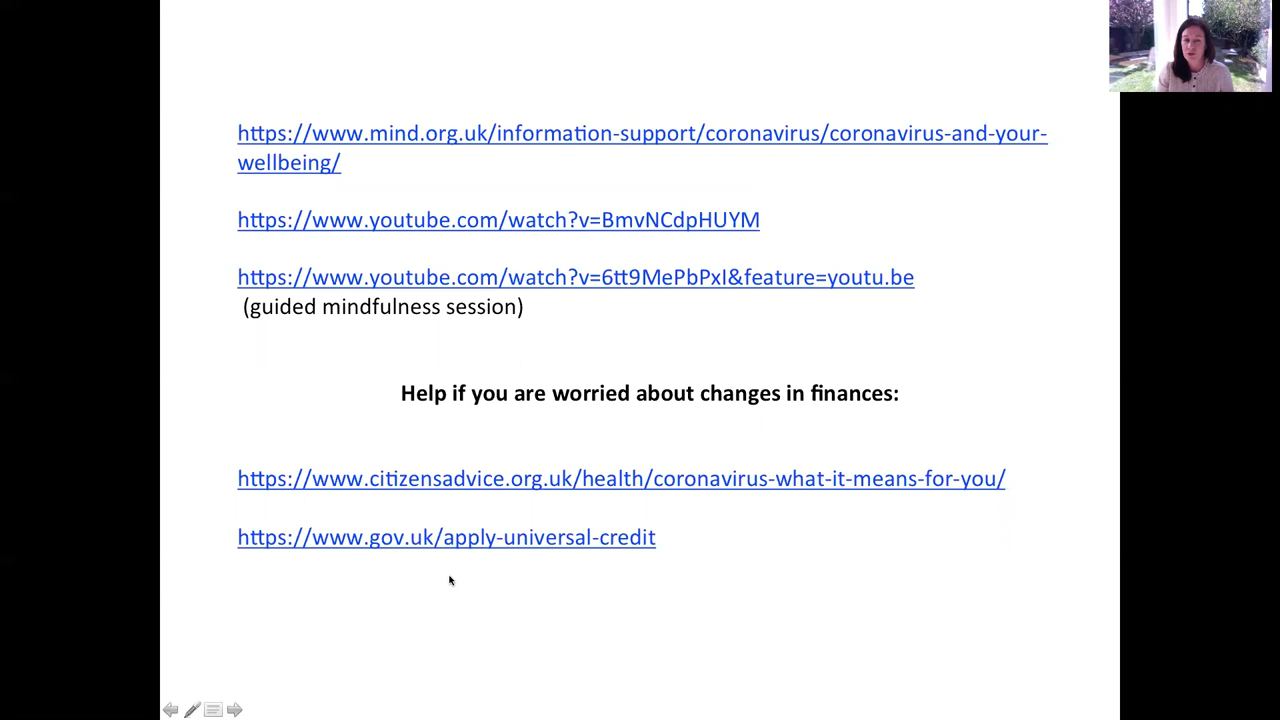 https://www.mind.org.uk/information-support/coronavirus/coronavirus-and-your-
wellbeing/
https://www.youtube.com/watch?v=BmvNCdpHUYM
https://www.youtube.com/watch?v=6tt9MePbPxI&feature=youtu.be
(guided mindfulness session)
Help if you are worried about changes in finances:
https://www.citizensadvice.org.uk/health/coronavirus-what-it-means-for-you/
https://www.gov.uk/apply-universal-credit